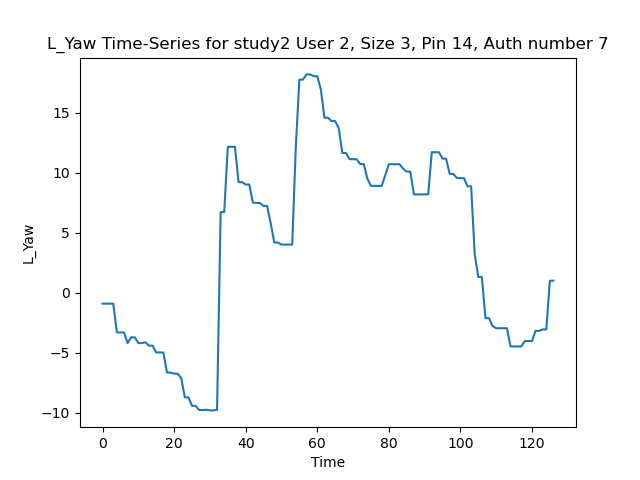 L_Yaw Time-Series for study2 User 2, Size 3, Pin 14, Auth number 7
15
10
5
0
−5
−10
L_Yaw
0 20 40 60 80 100 120
Time